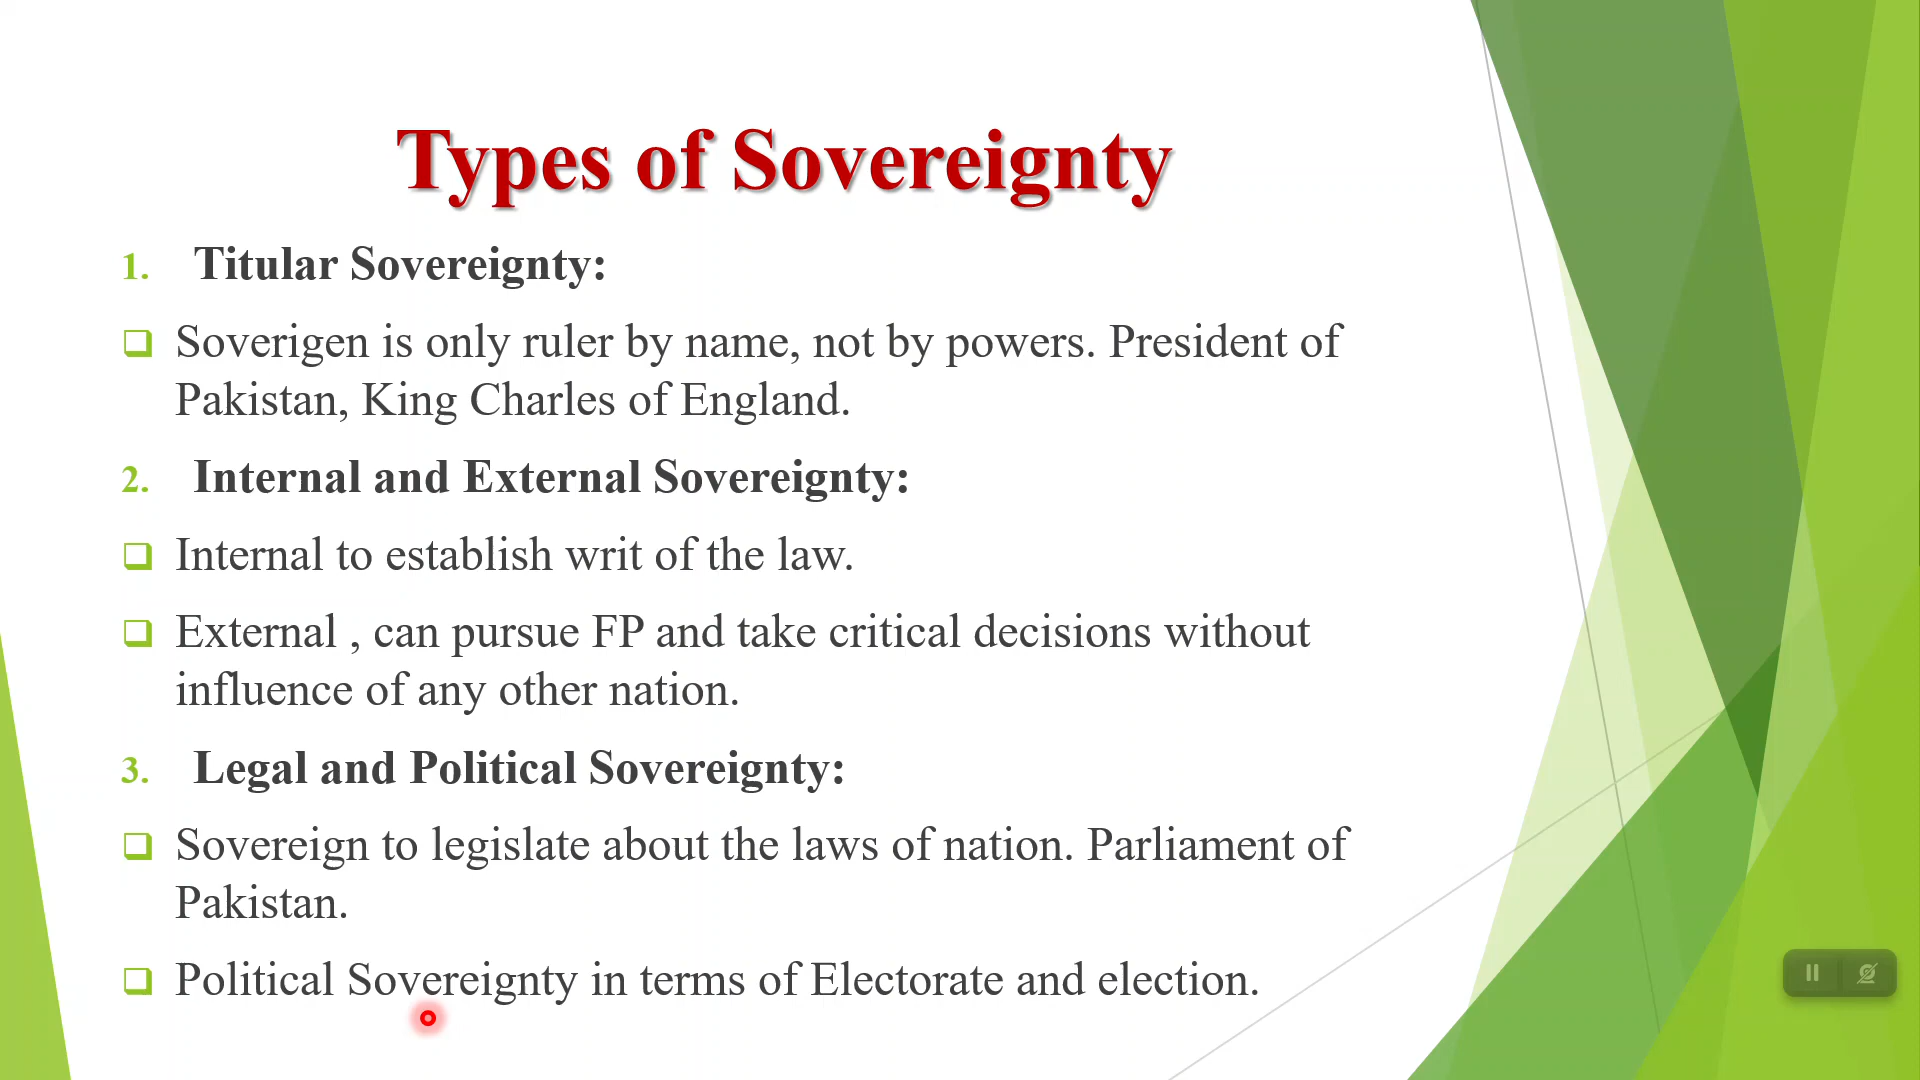 Types of Sovereignty
1. Titular Sovereignty:
Soverigen is only ruler by name, not by powers. President of
Pakistan, King Charles of England.
2. Internal and External Sovereignty:
Internal to establish writ of the law.
External , can pursue FP and take critical decisions without
influence of any other nation.
3. Legal and Political Sovereignty:
Sovereign to legislate about the laws of nation. Parliament of
Pakistan.
Political Sovereignty in terms of Electorate and election.